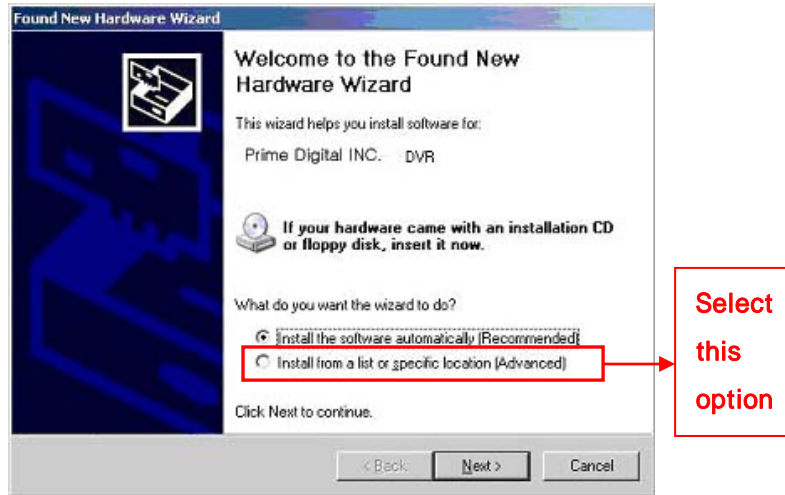 Found New Hardware Wizard
Welcome to the Found New
Hardware Wizard
This wizard helps you install software for:
Prime Digital INC. DVR
If your hardware came with an installation CD
or floppy disk, insert it now.
What do you want the wizard to do?
Install the software automatically (Recommended)
Install from a list or specific location (Advanced)
Click Next to continue.
< Back
Next >
Cancel
Select
this
option